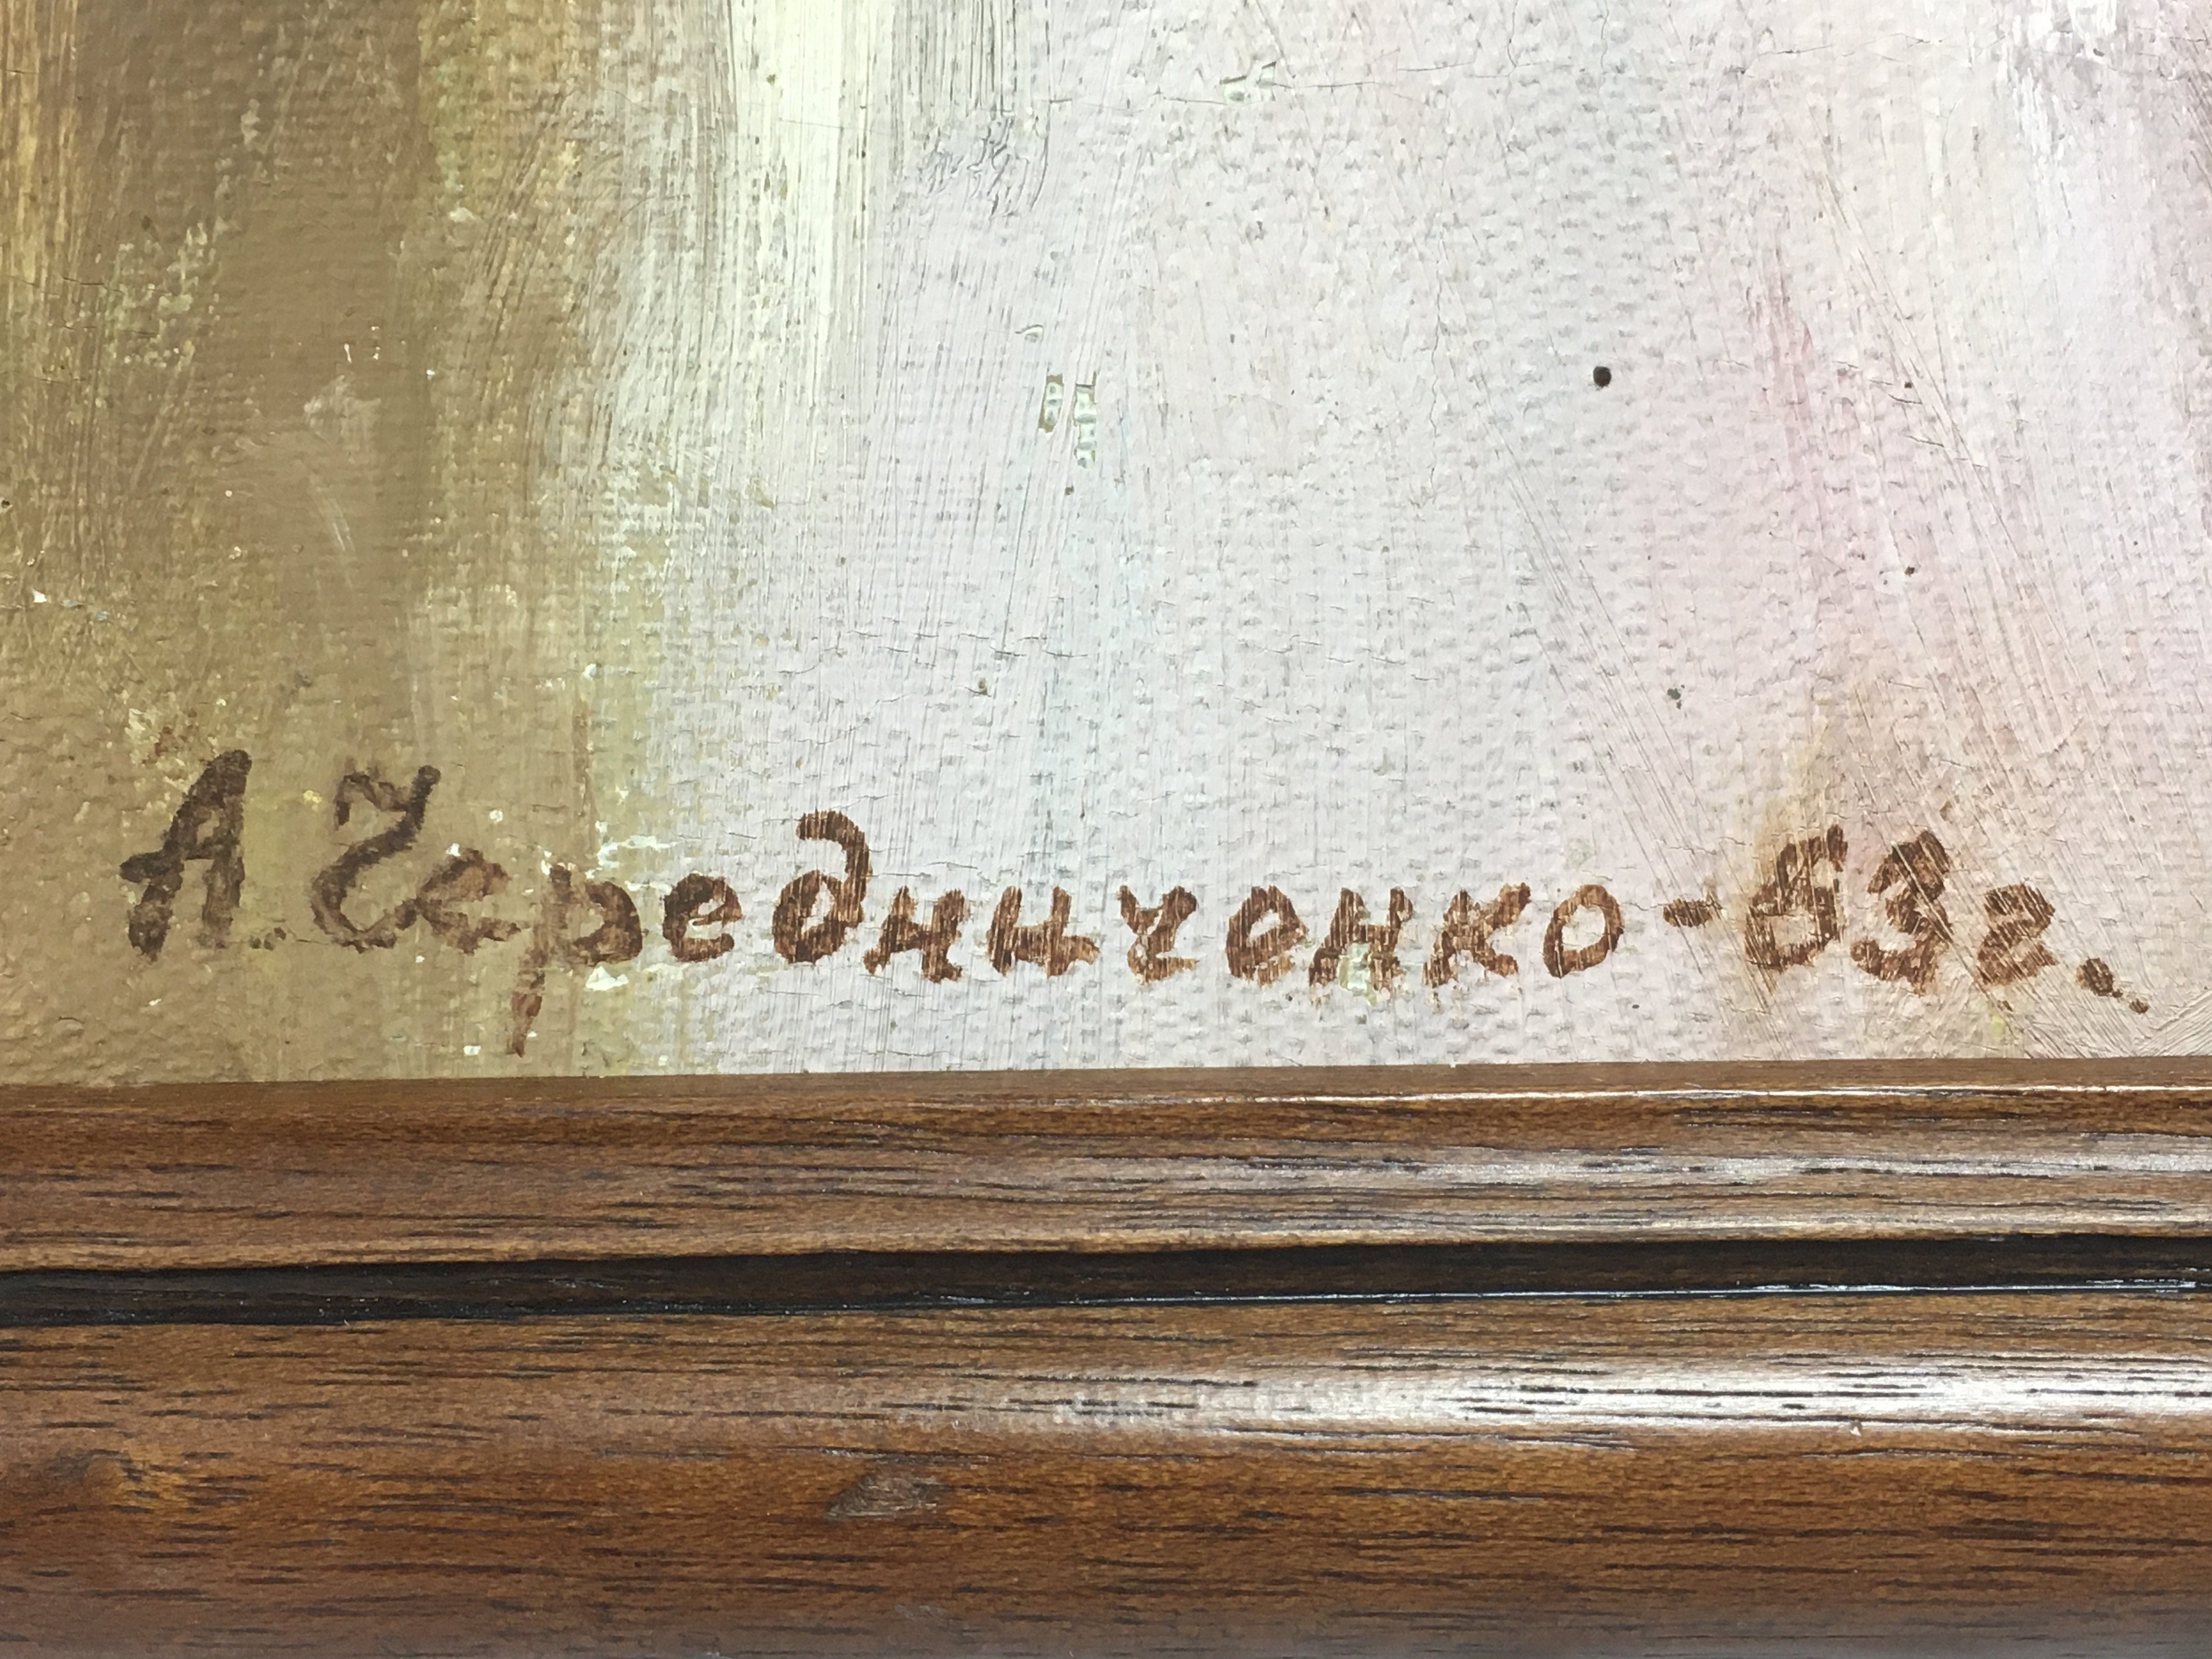 А. Чередниченко - 83г.